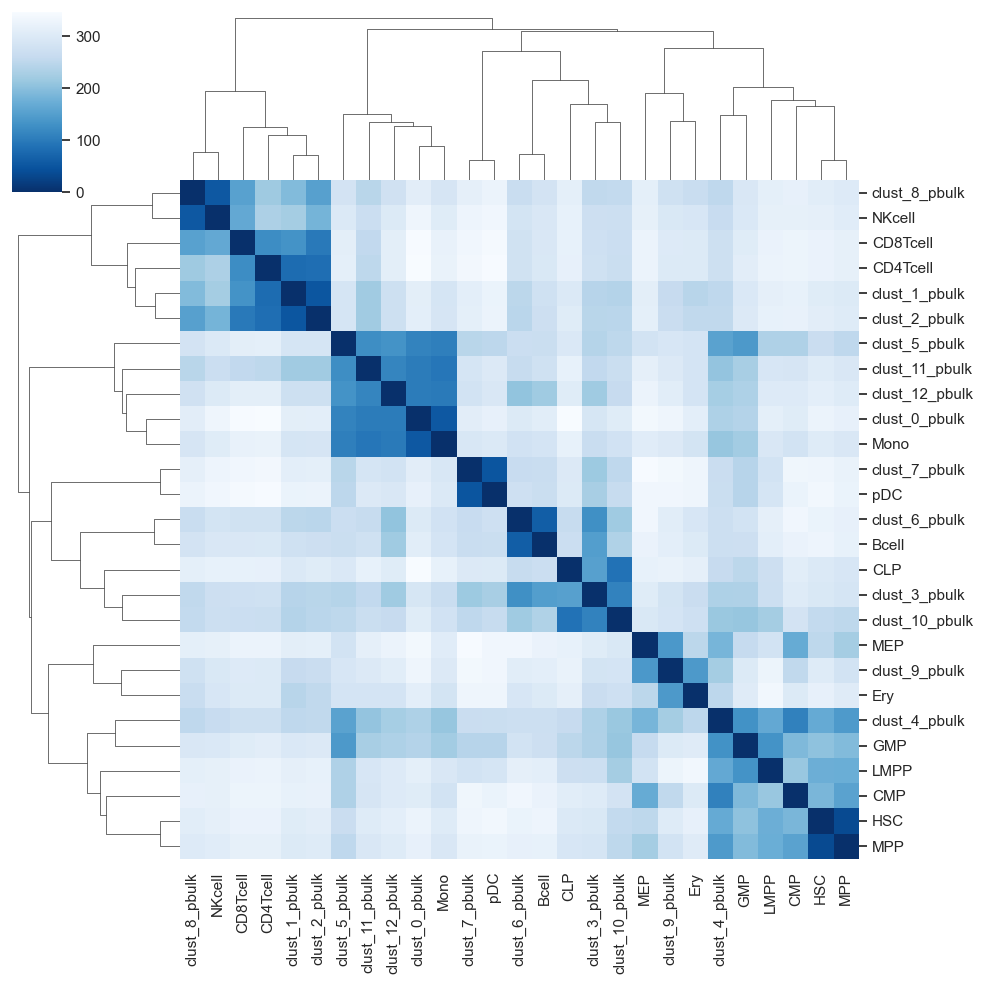 300
200
100
0
clust_8_pbulk
NKcell
CD8Tcell
CD4Tcell
clust_1_pbulk
clust_2_pbulk
clust_5_pbulk
clust_11_pbulk
clust_12_pbulk
clust_0_pbulk
Mono
clust_7_pbulk
pDC
clust_6_pbulk
Bcell
CLP
clust_3_pbulk
clust_10_pbulk
MEP
clust_9_pbulk
Ery
clust_4_pbulk
GMP
LMPP
CMP
HSC
MPP
clust_8_pbulk
NKcell
CD8Tcell
CD4Tcell
clust_1_pbulk
clust_2_pbulk
clust_5_pbulk
clust_11_pbulk
clust_12_pbulk
clust_0_pbulk
Mono
clust_7_pbulk
pDC
clust_6_pbulk
Bcell
CLP
clust_3_pbulk
clust_10_pbulk
MEP
clust_9_pbulk
Ery
clust_4_pbulk
GMP
LMPP
CMP
HSC
MPP